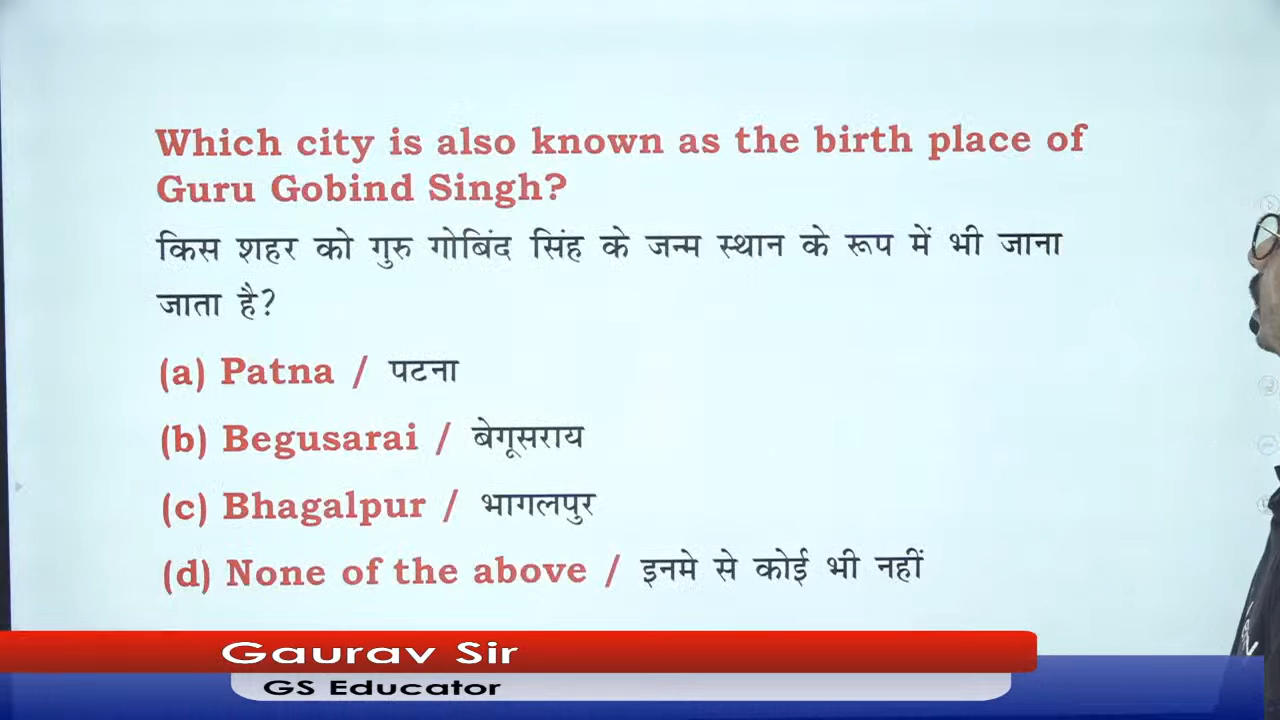 Which city is also known as the birth place of
Guru Gobind Singh?
किस शहर को गुरु गोबिंद सिंह के जन्म स्थान के रूप में भी जाना
जाता है?
(a) Patna / पटना
(b) Begusarai / बेगूसराय
(c) Bhagalpur / भागलपुर
(d) None of the above / इनमे से कोई भी नहीं
Gaurav Sir
GS Educator